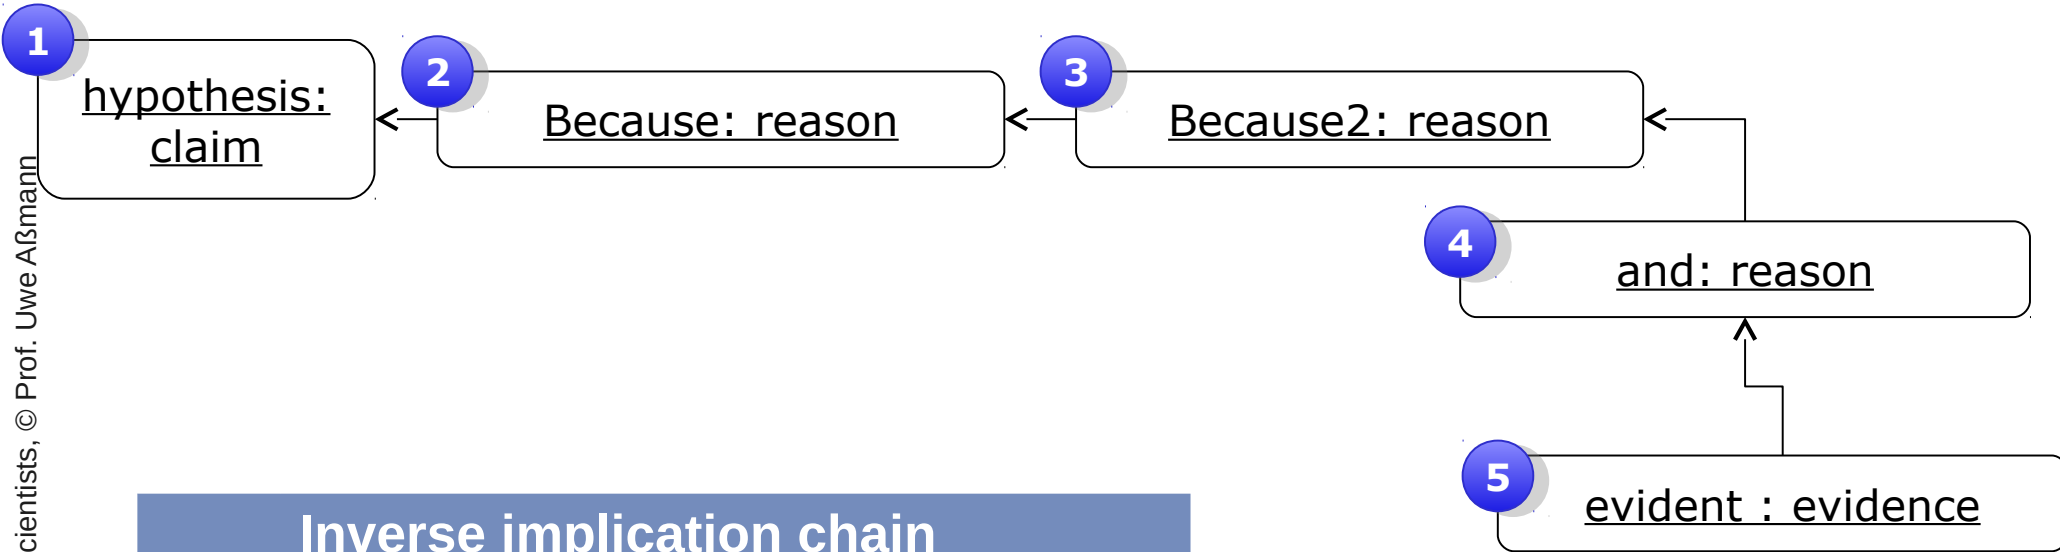 1
hypothesis:
claim
2
Because: reason
3
Because2: reason
4
and: reason
5
evident : evidence
Inverse implication chain
cientists, © Prof. Uwe Aßmann